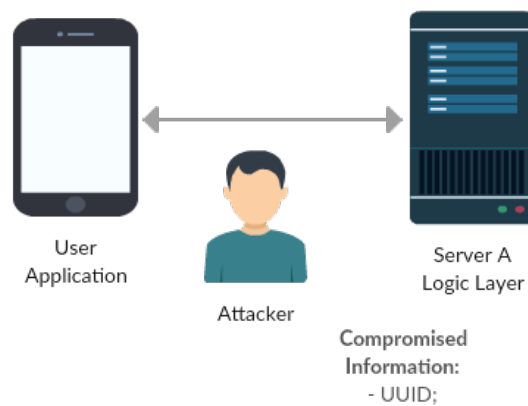 User
Application
Attacker
Server A
Logic Layer
Compromised
Information:
- UUID;